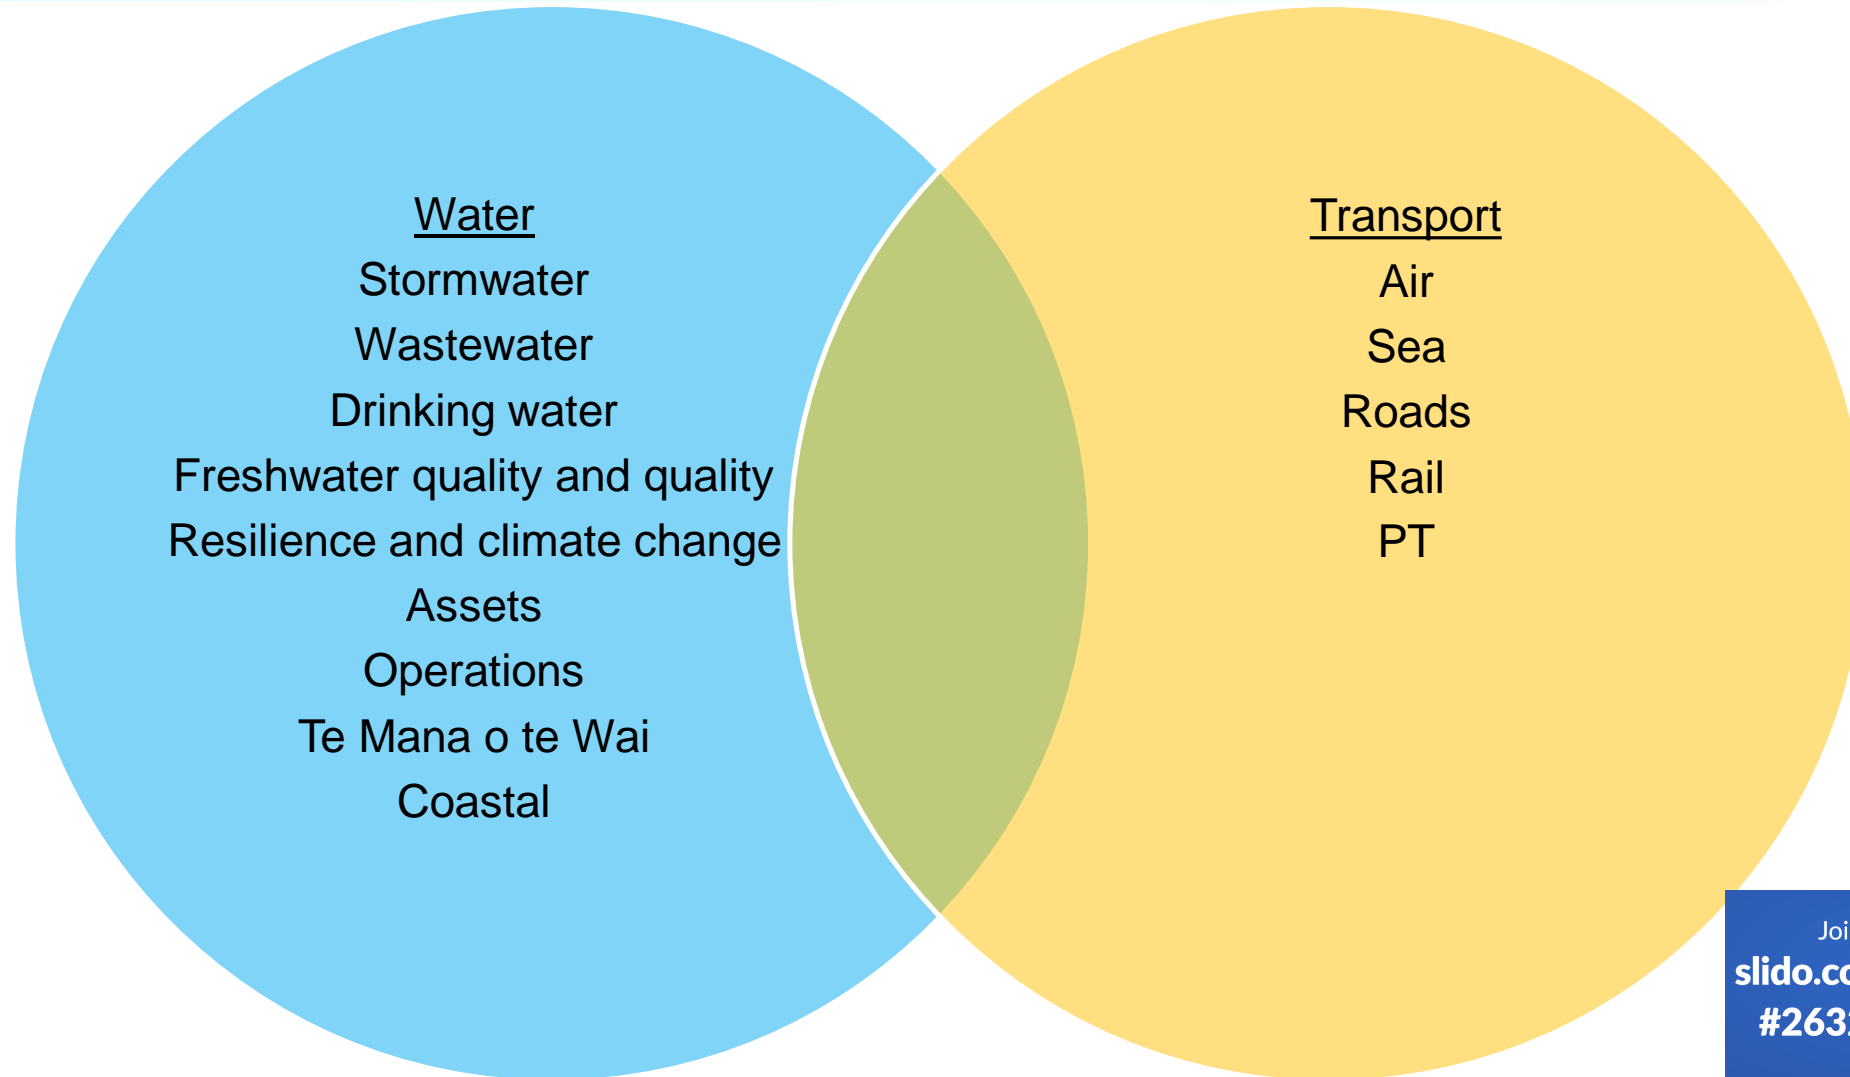 Water
Stormwater
Wastewater
Drinking water
Freshwater quality and quality
Resilience and climate change
Assets
Operations
Te Mana o te Wai
Coastal
Transport
Air
Sea
Roads
Rail
PT